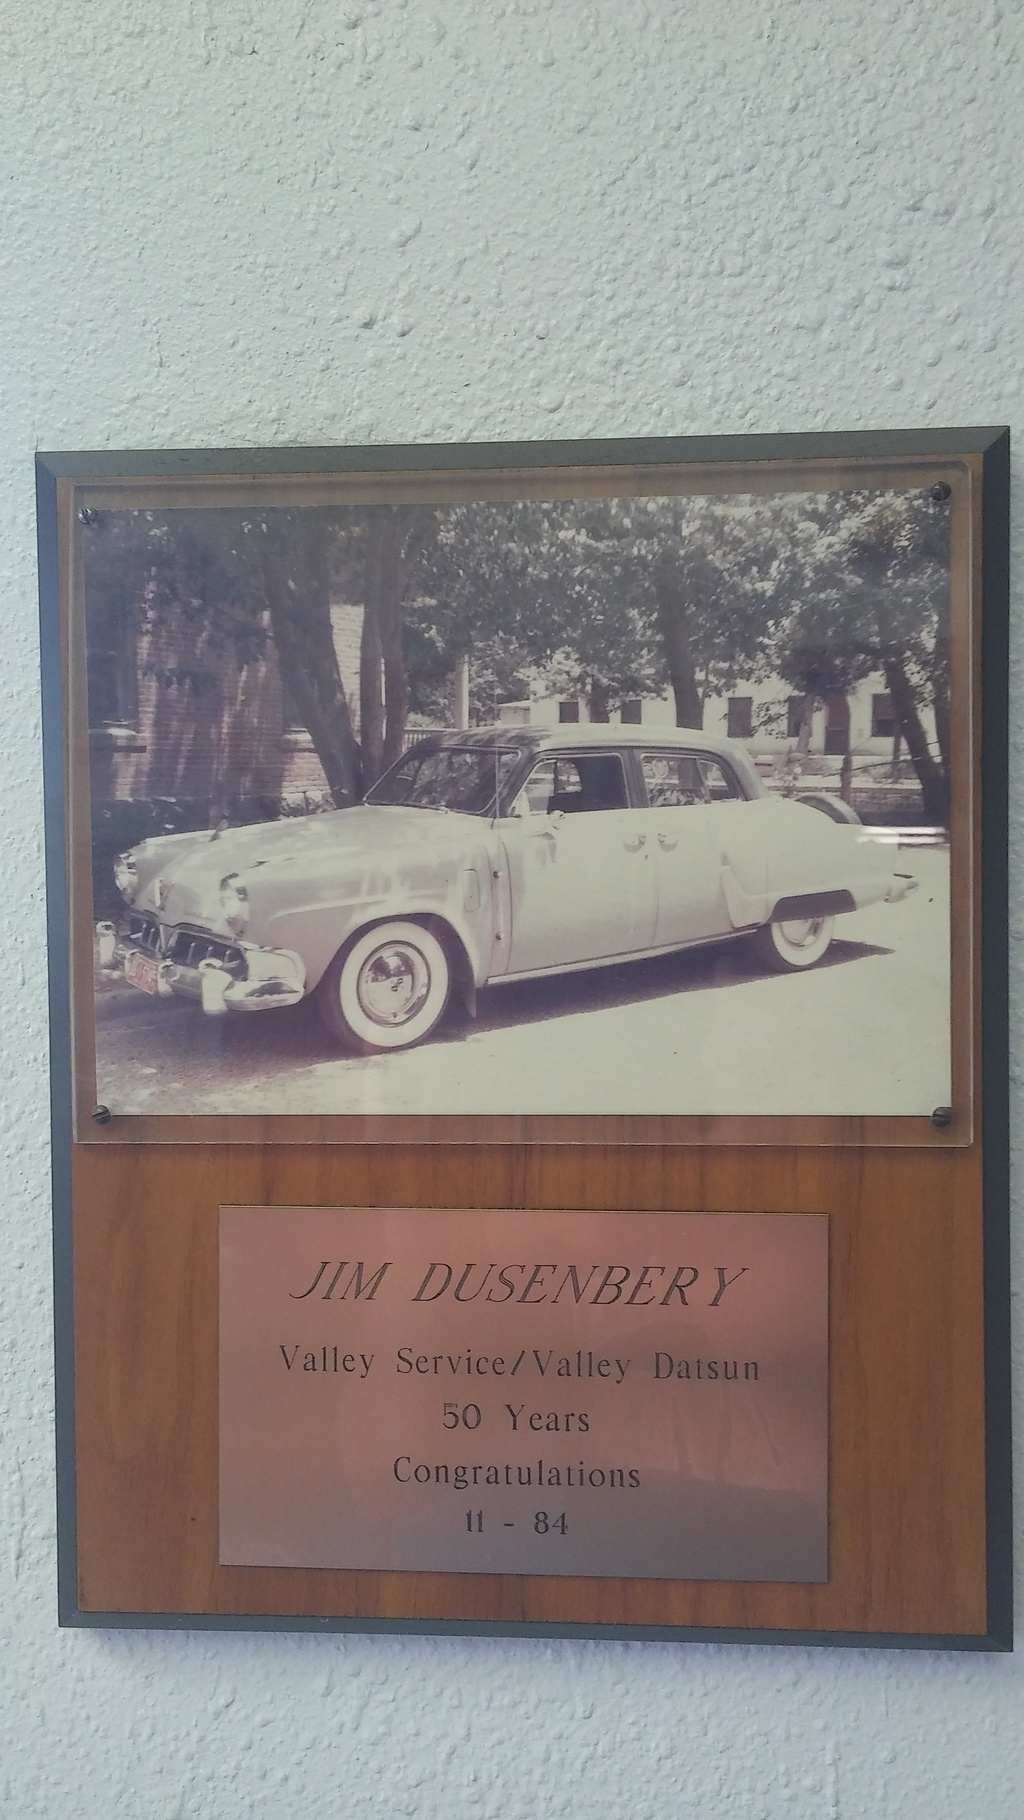 JIM DUSENBERY
Valley Service/Valley Datsun
50 Years
Congratulations
11 - 84